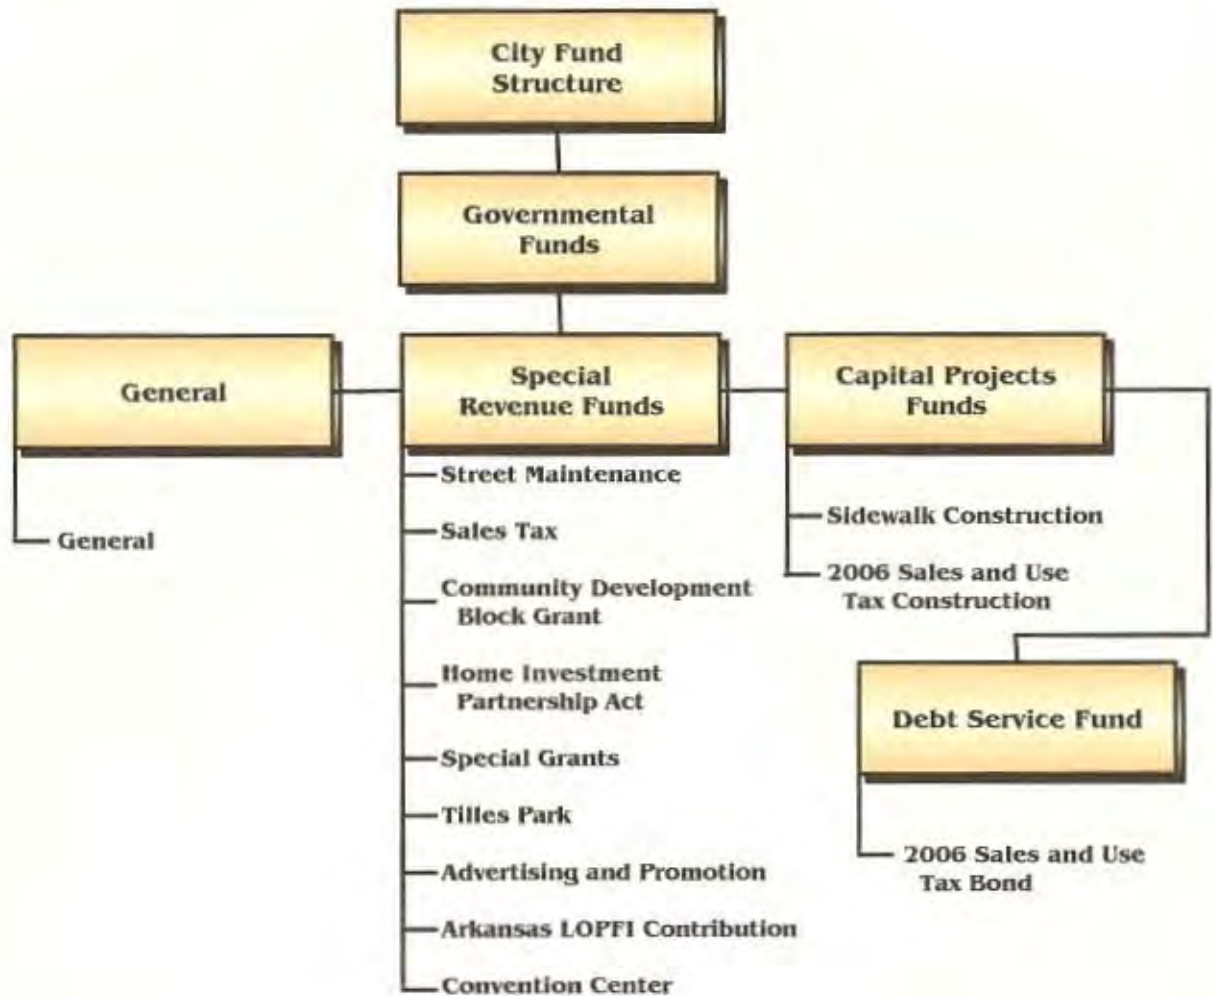 City Fund
Structure
Governmental
Funds
General
General
Special
Revenue Funds
Street Maintenance
Sales Tax
Community Development
Block Grant
Home Investment
Partnership Act
Special Grants
Tilles Park
Advertising and Promotion
Arkansas LOPFI Contribution
Convention Center
Capital Projects
Funds
Sidewalk Construction
2006 Sales and Use
Tax Construction
Debt Service Fund
2006 Sales and Use
Tax Bond